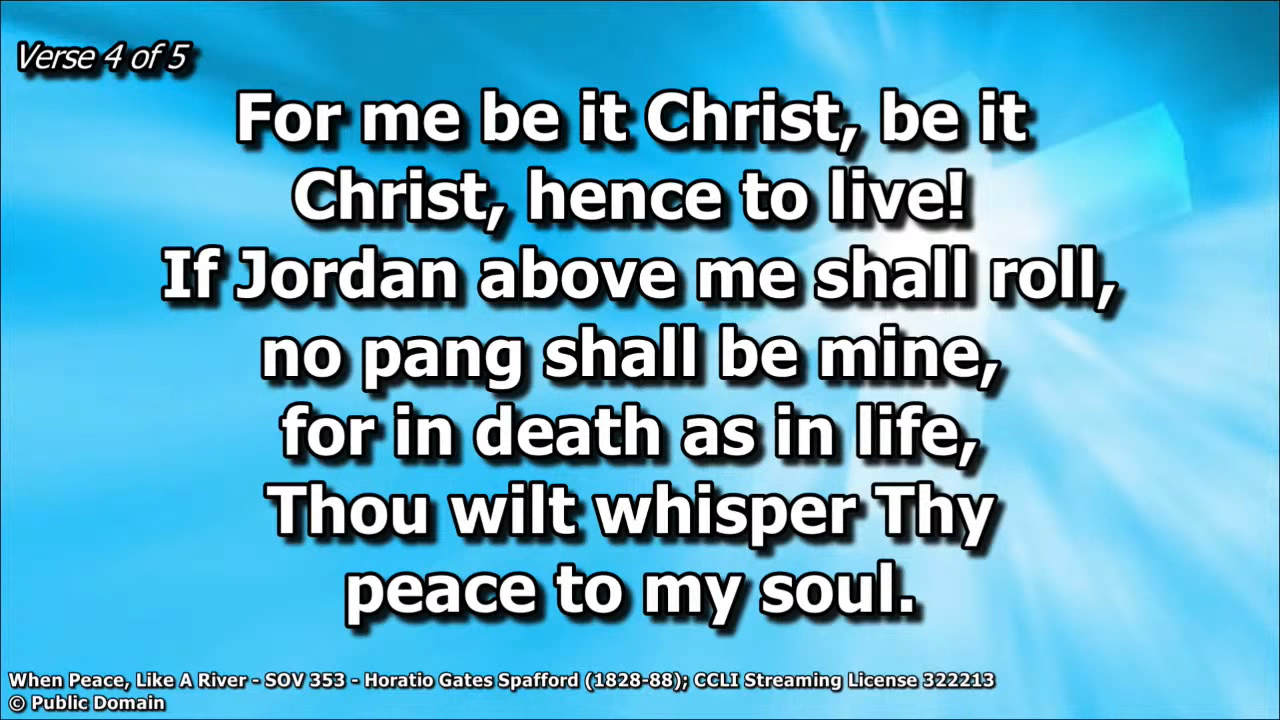 Verse 4 of 5
For me be it Christ, be it
Christ, hence to live!
If Jordan above me shall roll,
no pang shall be mine,
for in death as in life,
Thou wilt whisper Thy
peace to my soul.
When Peace, Like A River - SOV 353 - Horatio Gates Spafford (1828-88); CCLI Streaming License 322213
© Public Domain